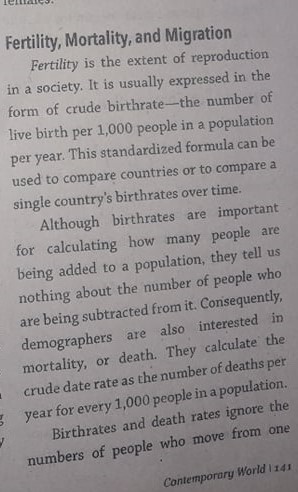 females.
Fertility, Mortality, and Migration
Fertility is the extent of reproduction
in a society. It is usually expressed in the
form of crude birthrate—the number of
live birth per 1,000 people in a population
per year. This standardized formula can be
used to compare countries or to compare a
single country's birthrates over time.
Although birthrates are important
for calculating how many people are
being added to a population, they tell us
nothing about the number of people who
are being subtracted from it. Consequently,
demographers are also interested in
mortality, or death. They calculate the
crude date rate as the number of deaths per
year for every 1,000 people in a population.
Birthrates and death rates ignore the
numbers of people who move from one
Contemporary World | 141